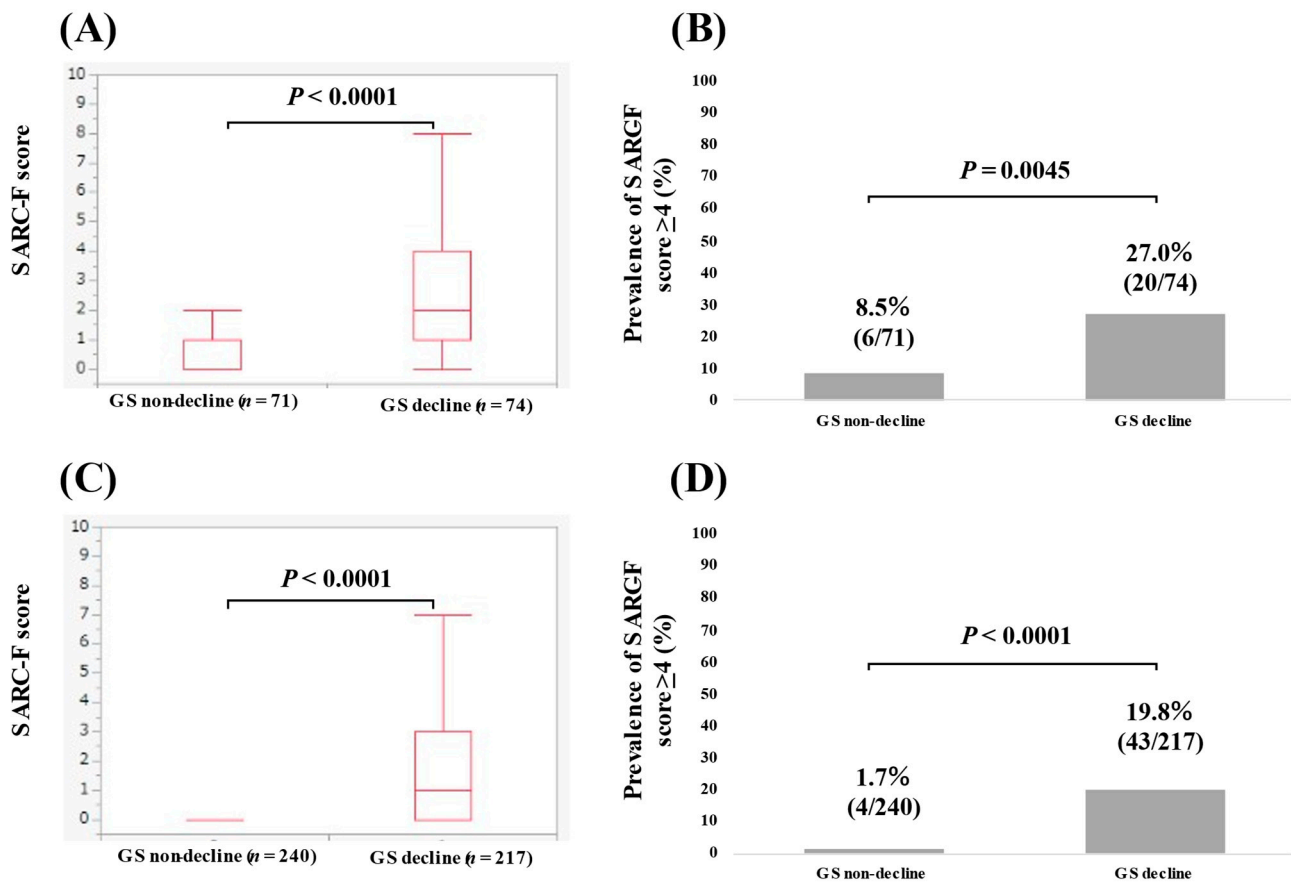 (A)
SARC-F score
10
9
8
7
6
5
4
3
2
1
0
P < 0.0001
GS non-decline (n = 71)
GS decline (n = 74)
(B)
Prevalence of SARGF
score ≥4 (%)
100
90
80
70
60
50
40
30
20
10
0
P = 0.0045
8.5%
(6/71)
27.0%
(20/74)
GS non-decline
GS decline
(C)
SARC-F score
10
9
8
7
6
5
4
3
2
1
0
P < 0.0001
GS non-decline (n = 240)
GS decline (n = 217)
(D)
Prevalence of SARGF
score ≥4 (%)
100
90
80
70
60
50
40
30
20
10
0
P < 0.0001
1.7%
(4/240)
19.8%
(43/217)
GS non-decline
GS decline